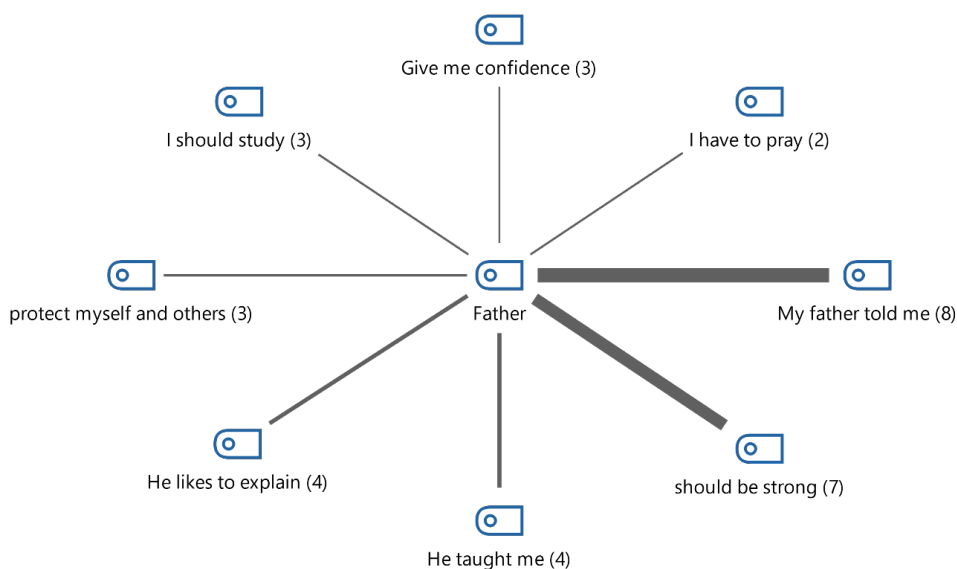 Give me confidence (3)
I should study (3)
I have to pray (2)
protect myself and others (3)
Father
My father told me (8)
He likes to explain (4)
should be strong (7)
He taught me (4)